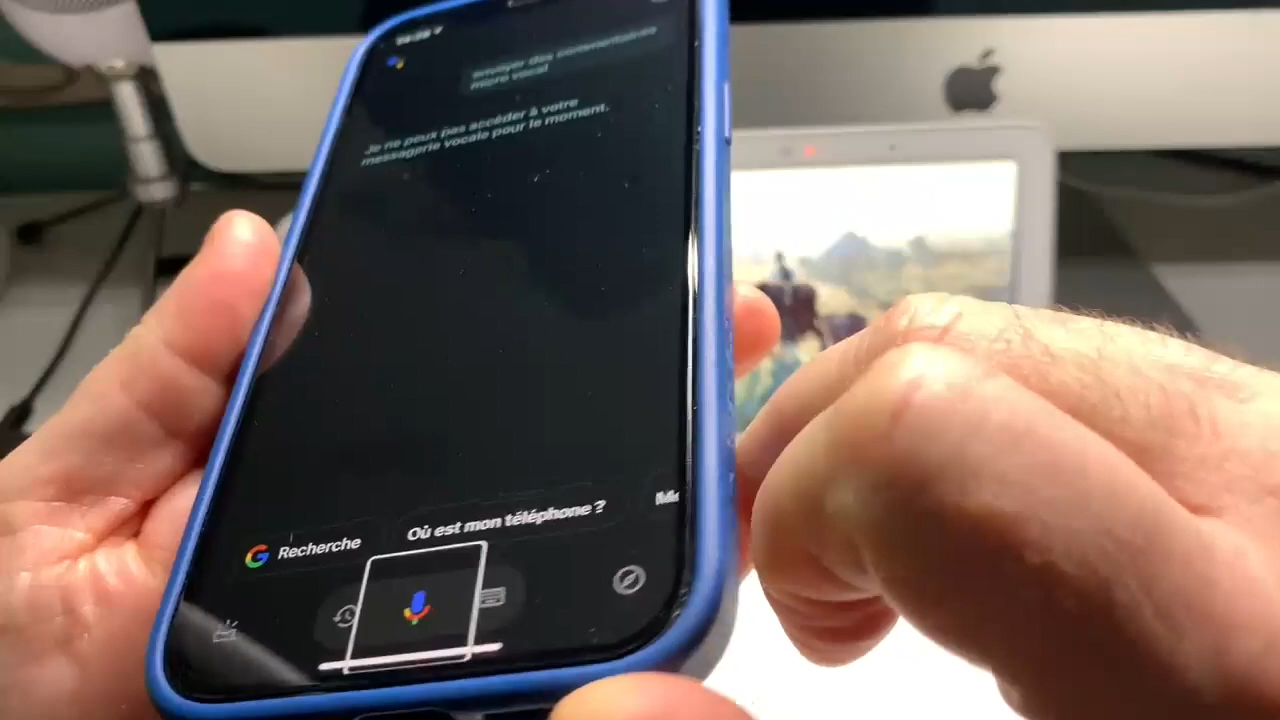 envoyer des commentaires
micro vocal
Je ne peux pas accéder à votre
messagerie vocale pour le moment.
Où est mon téléphone ?
Recherche